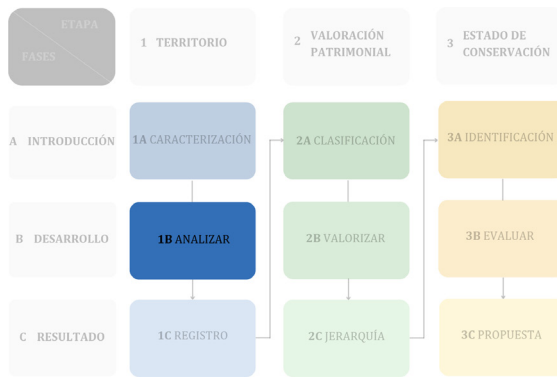 ETAPA
FASES
1 TERRITORIO
2 VALORACIÓN
PATRIMONIAL
3 ESTADO DE
CONSERVACIÓN
A INTRODUCCIÓN
1A CARACTERIZACIÓN
2A CLASIFICACIÓN
3A IDENTIFICACIÓN
B DESARROLLO
1B ANALIZAR
2B VALORIZAR
3B EVALUAR
C RESULTADO
1C REGISTRO
2C JERARQUÍA
3C PROPUESTA